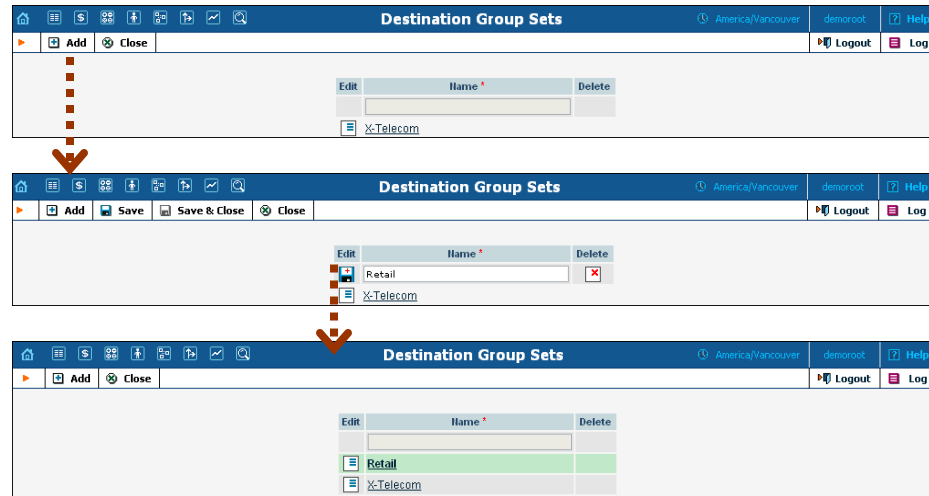 Destination Group Sets America/Vancouver demoroot ? Help
Add Close Logout Log
Edit Name * Delete
X-Telecom
$ Destination Group Sets America/Vancouver demoroot ? Help
Add Save Save & Close Close Logout Log
Edit Name * Delete
Retail
X-Telecom
$ Destination Group Sets America/Vancouver demoroot ? Help
Add Close Logout Log
Edit Name * Delete
Retail
X-Telecom